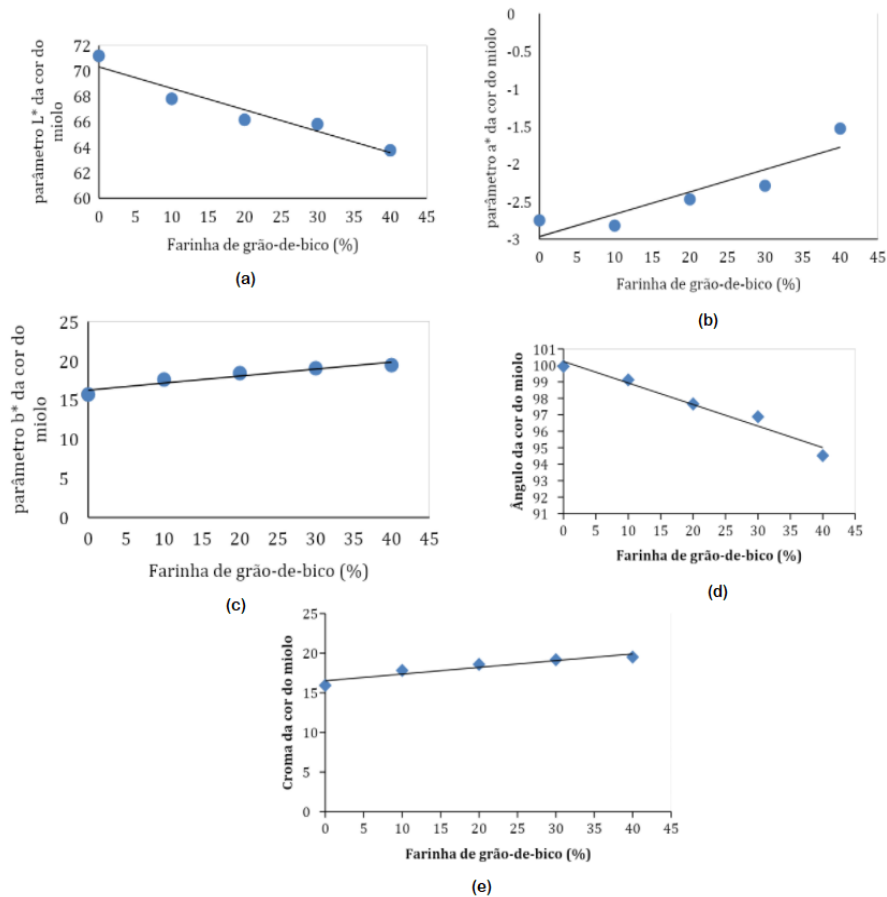 parâmetro L* da cor do
miolo
72
70
68
66
64
62
60
0 5 10 15 20 25 30 35 40 45
Farinha de grão-de-bico (%)
(a)
parâmetro a* da cor do miolo
0
-0.5
-1
-1.5
-2
-2.5
-3
0 5 10 15 20 25 30 35 40 45
Farinha de grão-de-bico (%)
(b)
parâmetro b* da cor do
miolo
25
20
15
10
5
0
0 5 10 15 20 25 30 35 40 45
Farinha de grão-de-bico (%)
(c)
Ângulo da cor do miolo
101
100
99
98
97
96
95
94
93
92
91
0 5 10 15 20 25 30 35 40 45
Farinha de grão-de-bico (%)
(d)
Croma da cor do miolo
25
20
15
10
5
0
0 5 10 15 20 25 30 35 40 45
Farinha de grão-de-bico (%)
(e)